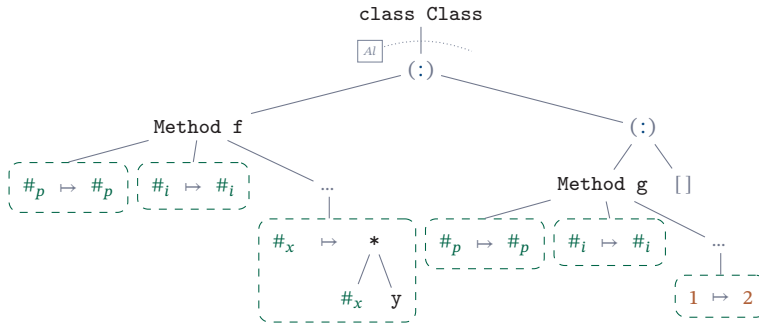 class Class
Al
(:)
Method f
(:)
#p ↦ #p
#i ↦ #i
...
Method g
[]
#x ↦ *
#p ↦ #p
#i ↦ #i
...
#x y
1 ↦ 2